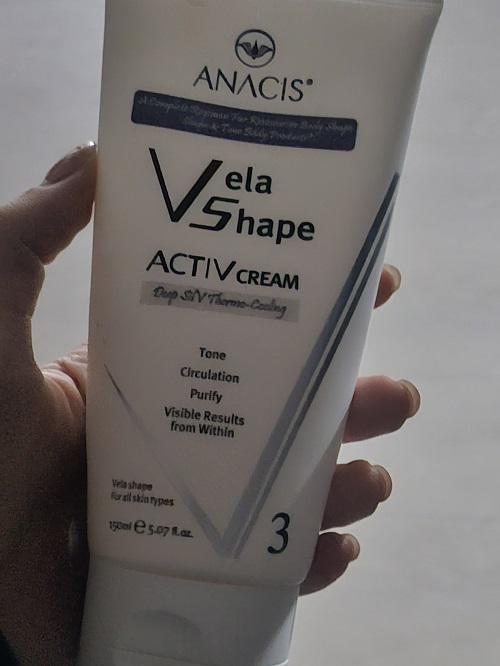 ANACIS®
A Complete Regimen For Restorative Body Shape
Shape & Tone Body Products
Vela
Shape
ACTIV CREAM
Deep Thermo-Cooling
Tone
Circulation
Purify
Visible Results
from Within
Vela shape
for all skin types
150ml e 5.07 fl.oz.
3